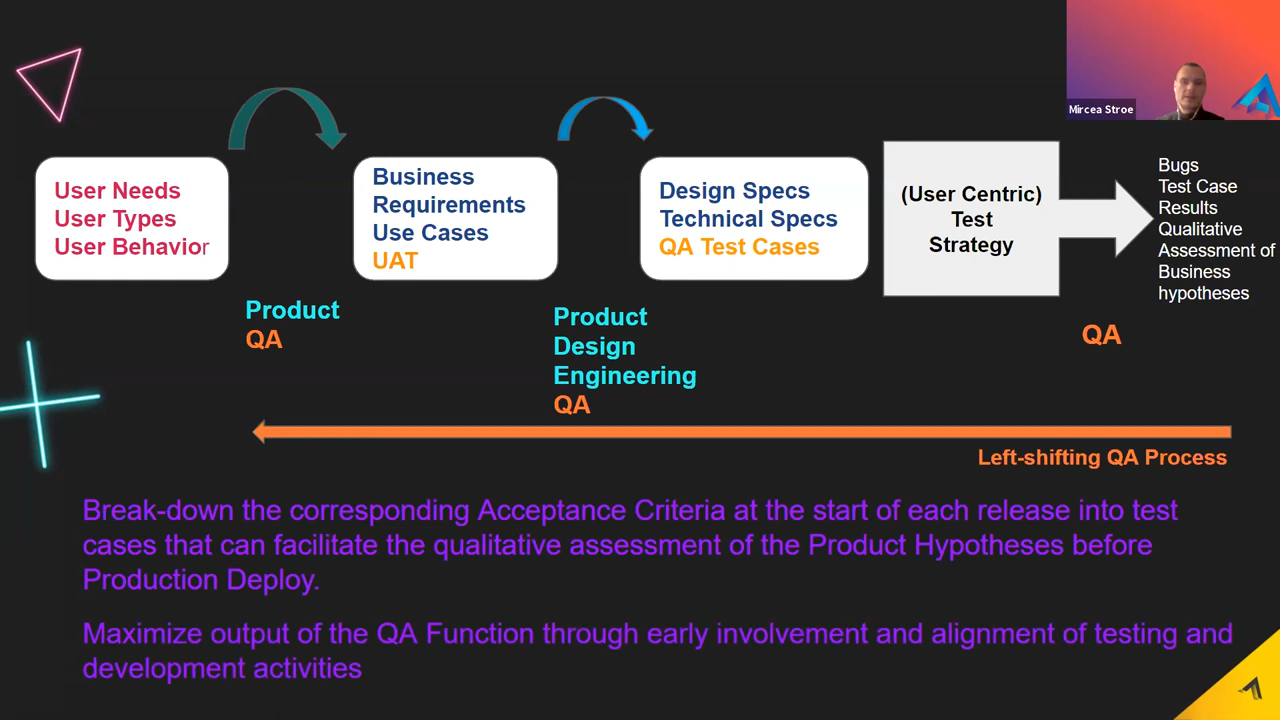 Mircea Stroe
User Needs
User Types
User Behavior
Business
Requirements
Use Cases
UAT
Design Specs
Technical Specs
QA Test Cases
(User Centric)
Test
Strategy
Bugs
Test Case
Results
Qualitative
Assessment of
Business
hypotheses
Product
QA
Product
Design
Engineering
QA
QA
Left-shifting QA Process
Break-down the corresponding Acceptance Criteria at the start of each release into test
cases that can facilitate the qualitative assessment of the Product Hypotheses before
Production Deploy.
Maximize output of the QA Function through early involvement and alignment of testing and
development activities